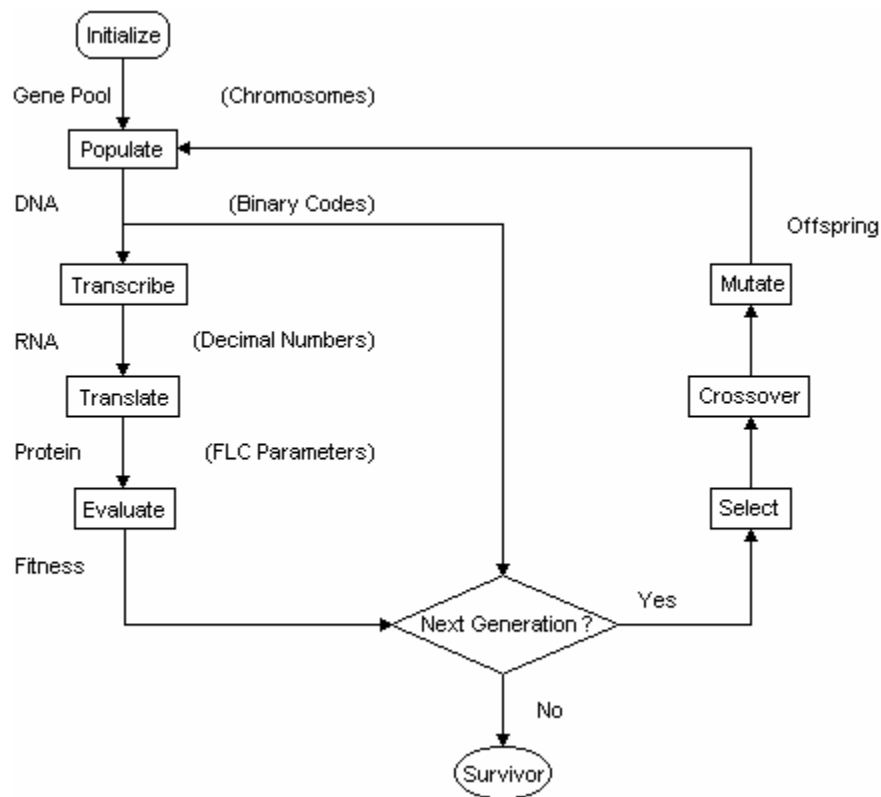 Initialize
Gene Pool (Chromosomes)
Populate
DNA (Binary Codes)
Offspring
Transcribe
Mutate
RNA (Decimal Numbers)
Translate
Crossover
Protein (FLC Parameters)
Evaluate
Select
Fitness
Yes
Next Generation ?
No
Survivor